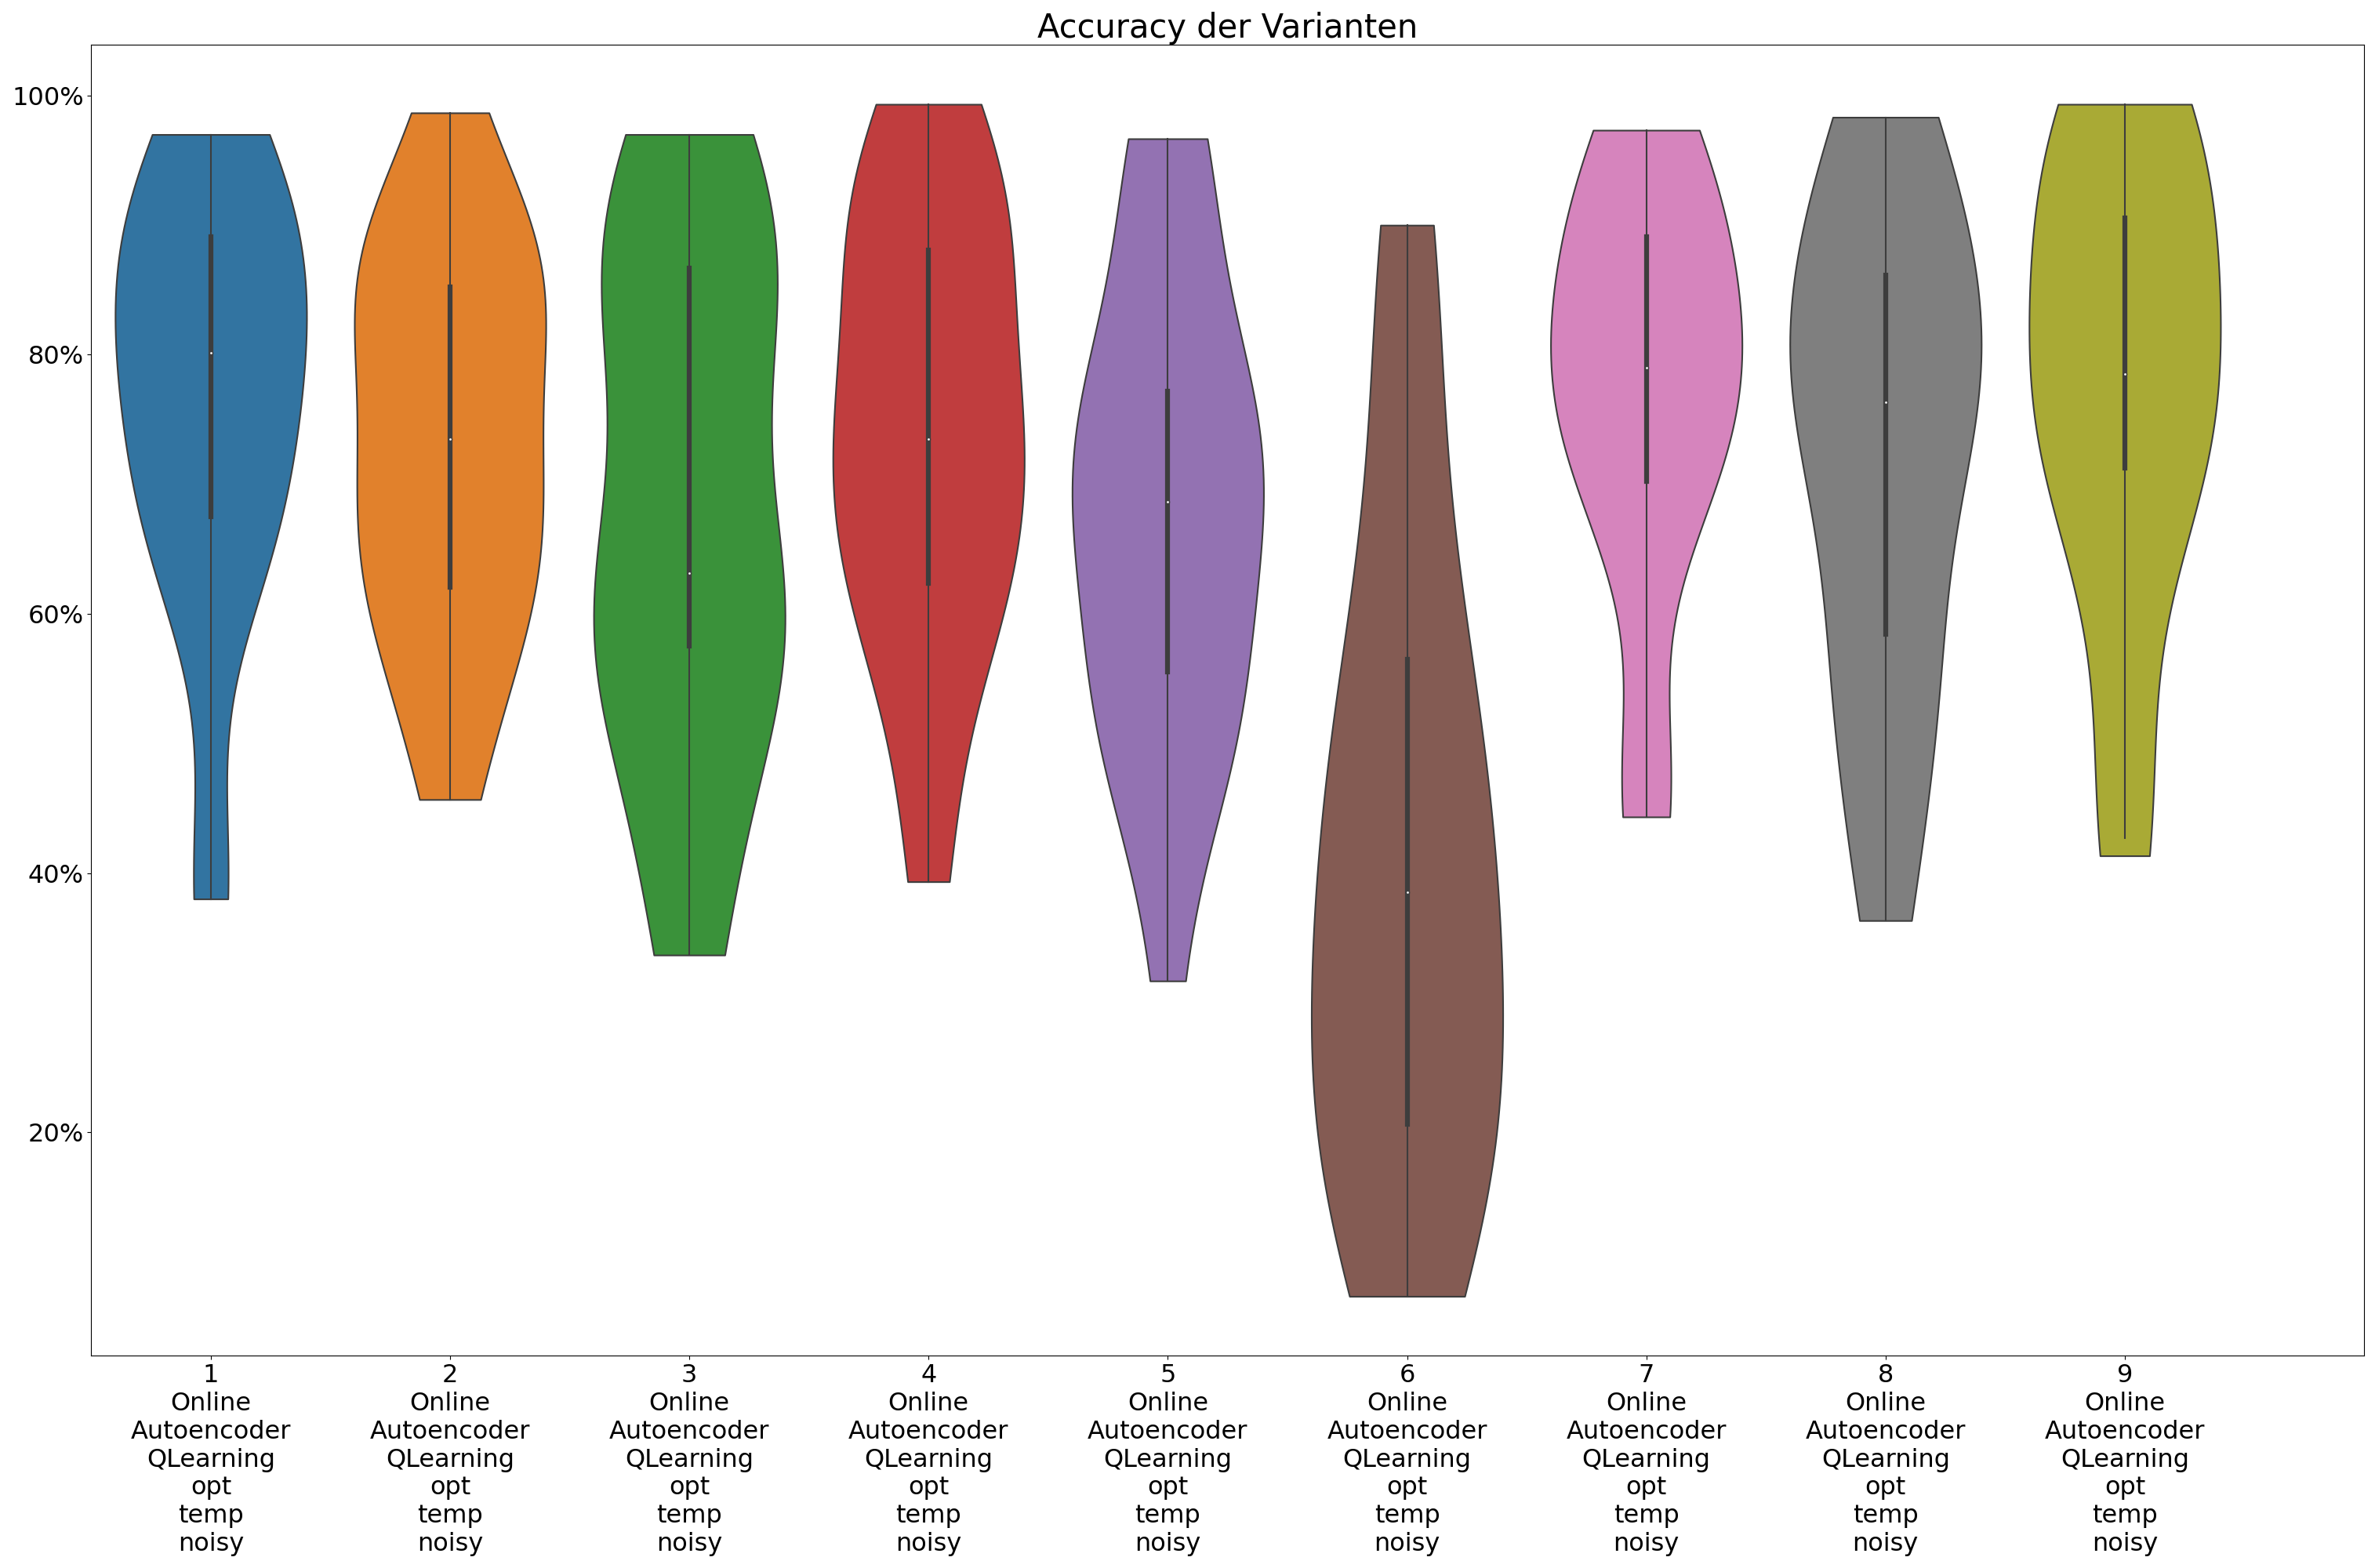 Accuracy der Varianten
100%
80%
60%
40%
20%
1 2 3 4 5 6 7 8 9
Online Online Online Online Online Online Online Online Online
Autoencoder Autoencoder Autoencoder Autoencoder Autoencoder Autoencoder Autoencoder Autoencoder Autoencoder
QLearning QLearning QLearning QLearning QLearning QLearning QLearning QLearning QLearning
opt opt opt opt opt opt opt opt opt
temp temp temp temp temp temp temp temp temp
noisy noisy noisy noisy noisy noisy noisy noisy noisy